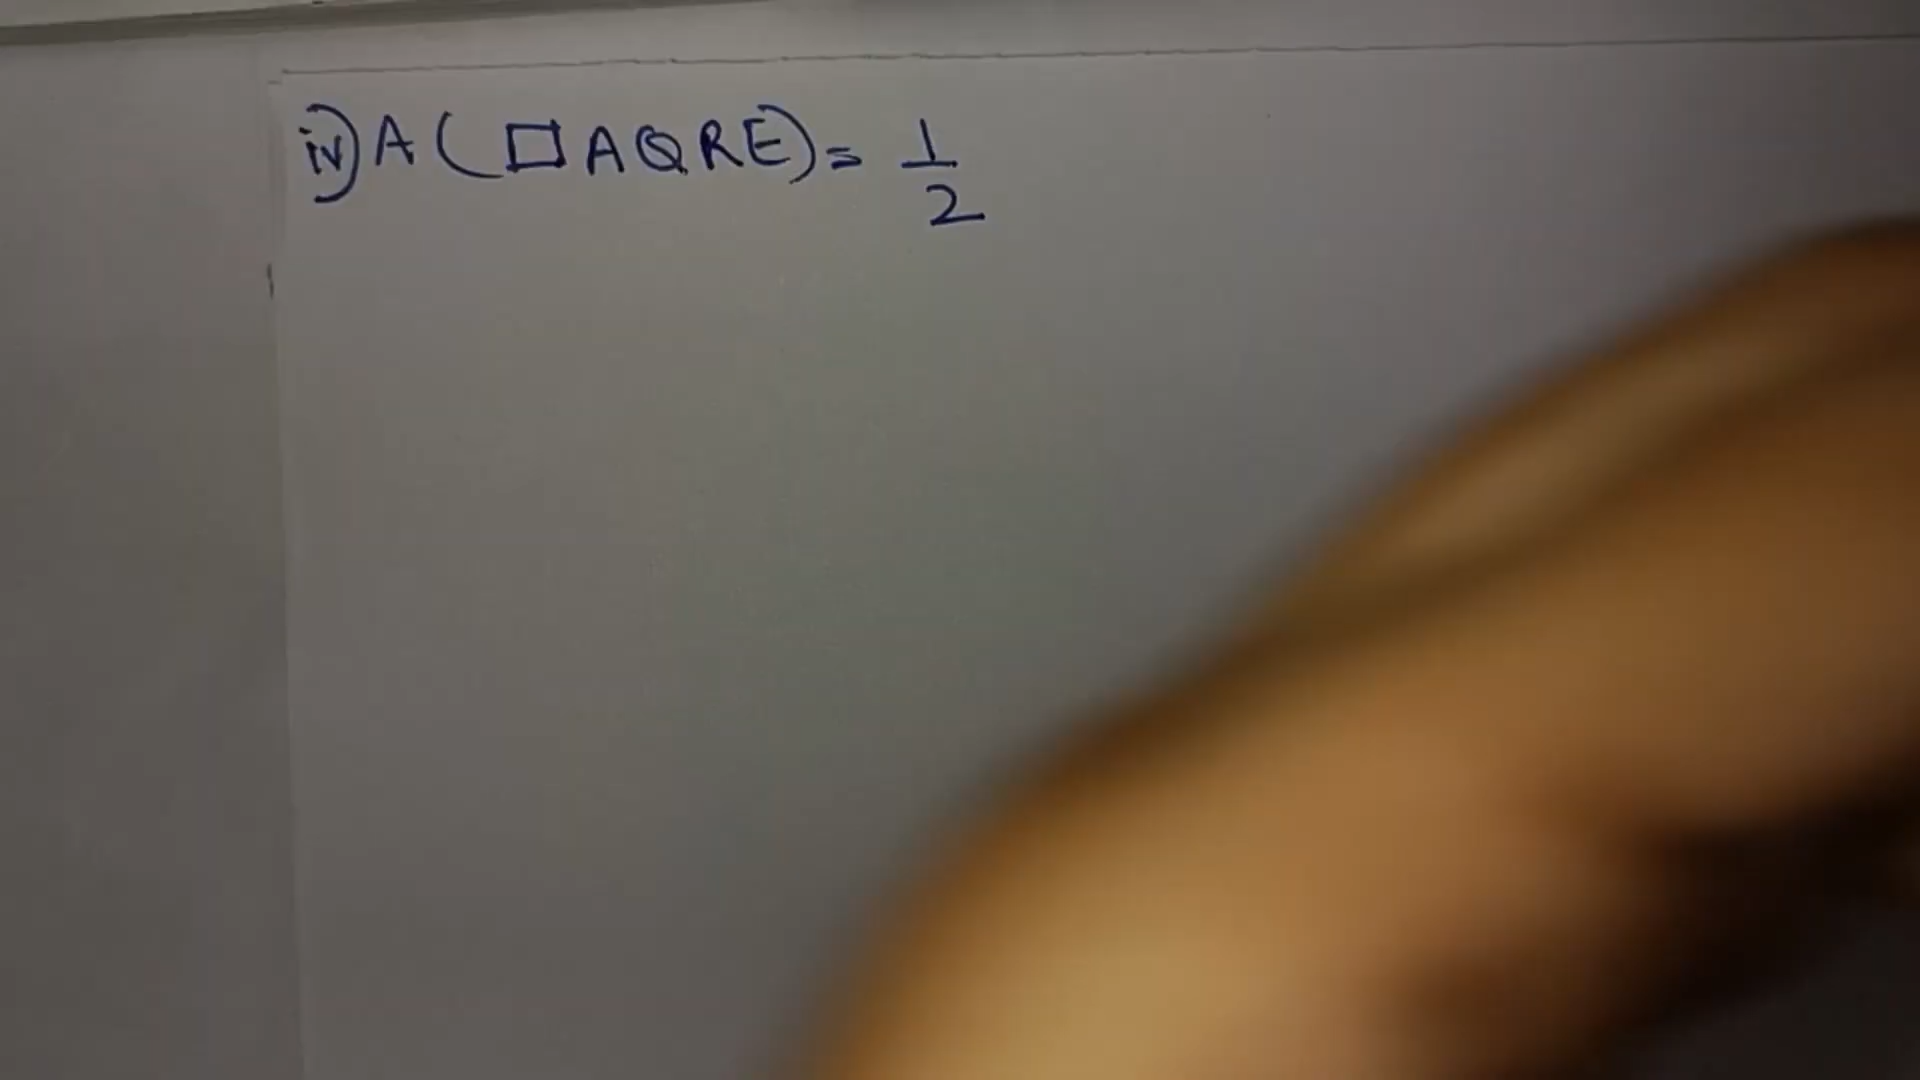 iv) A ( □ AQRE) = 1/2